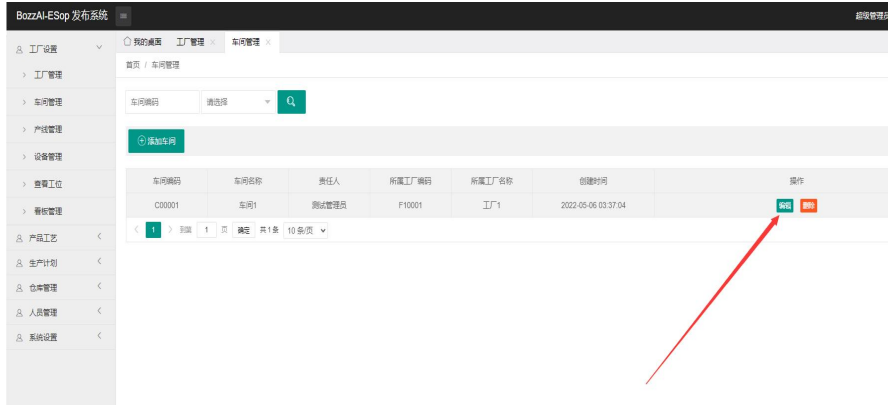 BozzAI-ESop 发布系统
超级管理员
工厂设置
工厂管理
车间管理
产线管理
设备管理
查看工位
看板管理
产品工艺
生产计划
仓库管理
人员管理
系统设置
我的桌面 工厂管理 车间管理
首页 / 车间管理
车间编码 请选择
添加车间
车间编码 车间名称 责任人 所属工厂编码 所属工厂名称 创建时间 操作
C00001 车间1 测试管理员 F10001 工厂1 2022-05-06 03:37:04 编辑 删除
1 到第 1 页 确定 共1条 10 条/页